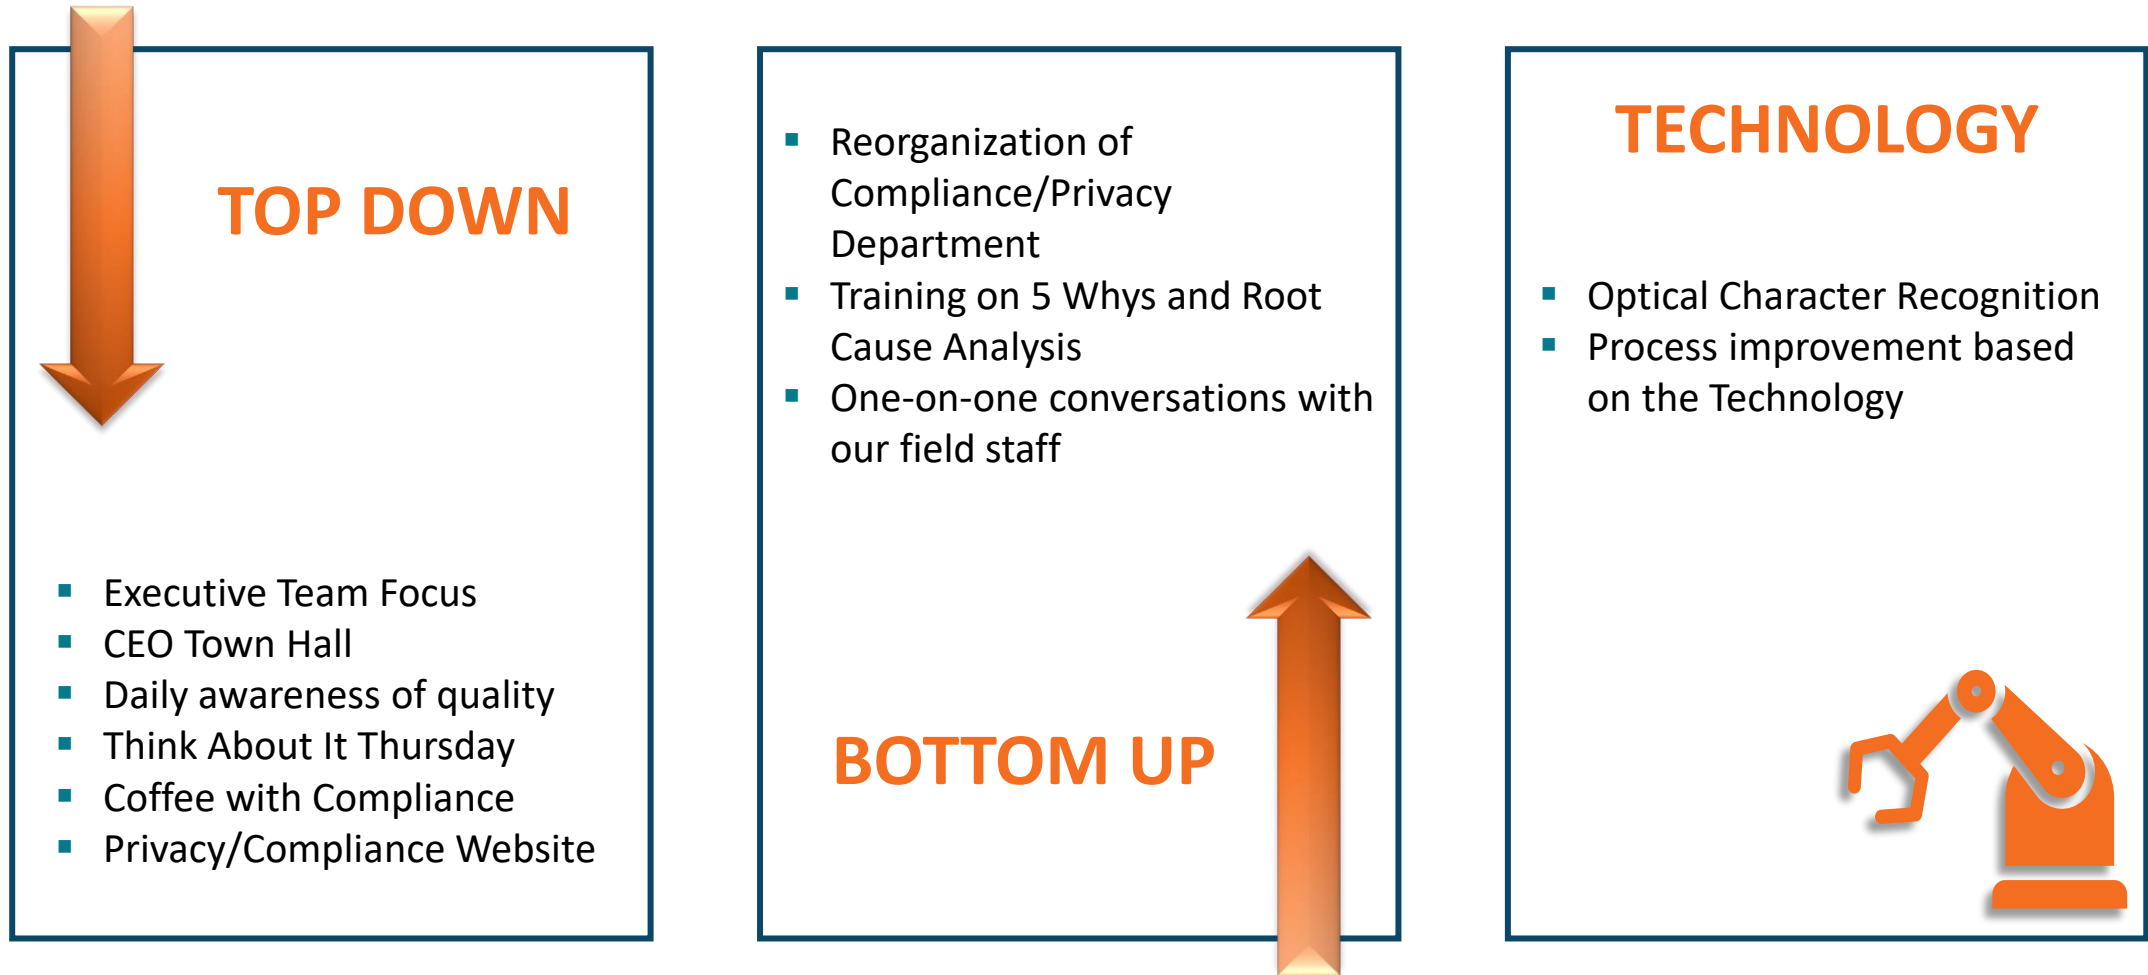 TOP DOWN
Executive Team Focus
CEO Town Hall
Daily awareness of quality
Think About It Thursday
Coffee with Compliance
Privacy/Compliance Website
Reorganization of
Compliance/Privacy
Department
Training on 5 Whys and Root
Cause Analysis
One-on-one conversations with
our field staff
BOTTOM UP
TECHNOLOGY
Optical Character Recognition
Process improvement based
on the Technology